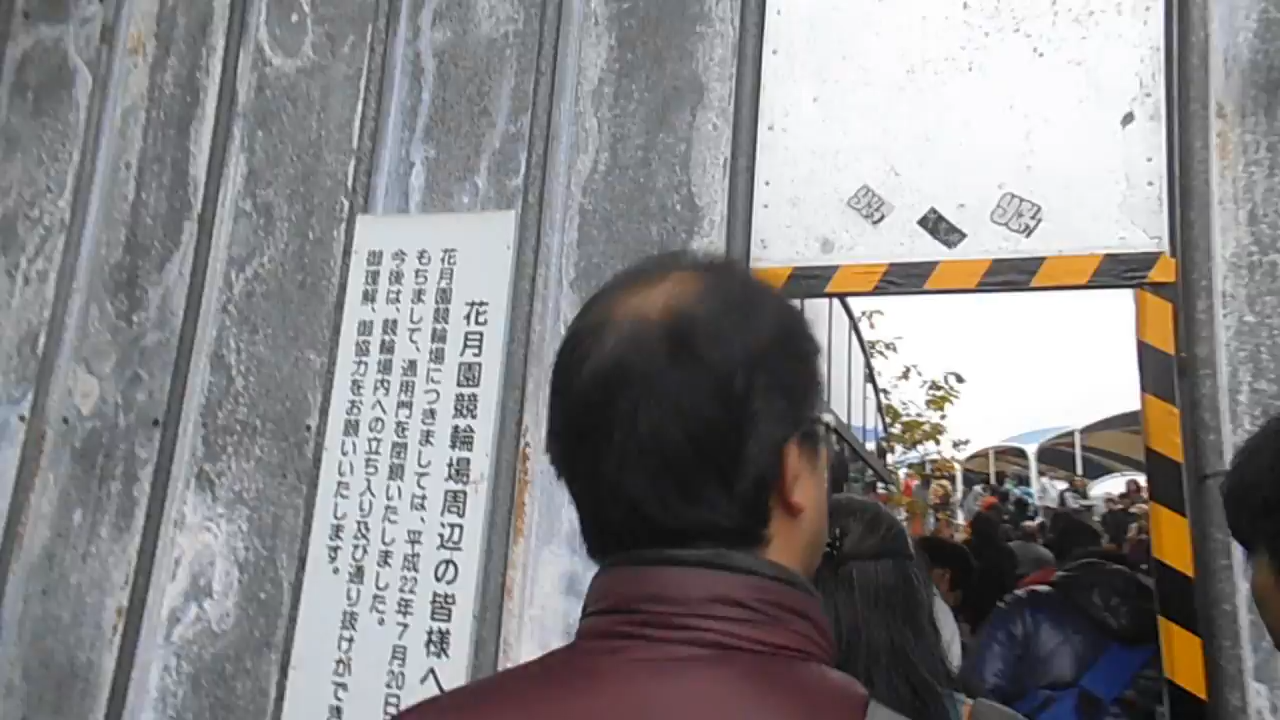 花月園競輪場周辺の皆様へ
花月園競輪場につきましては、平成22年7月20日
もちまして、通用門を閉鎖いたしました。
今後は、競輪場内への立ち入り及び通り抜けができ
御理解、御協力をお願いいたします。